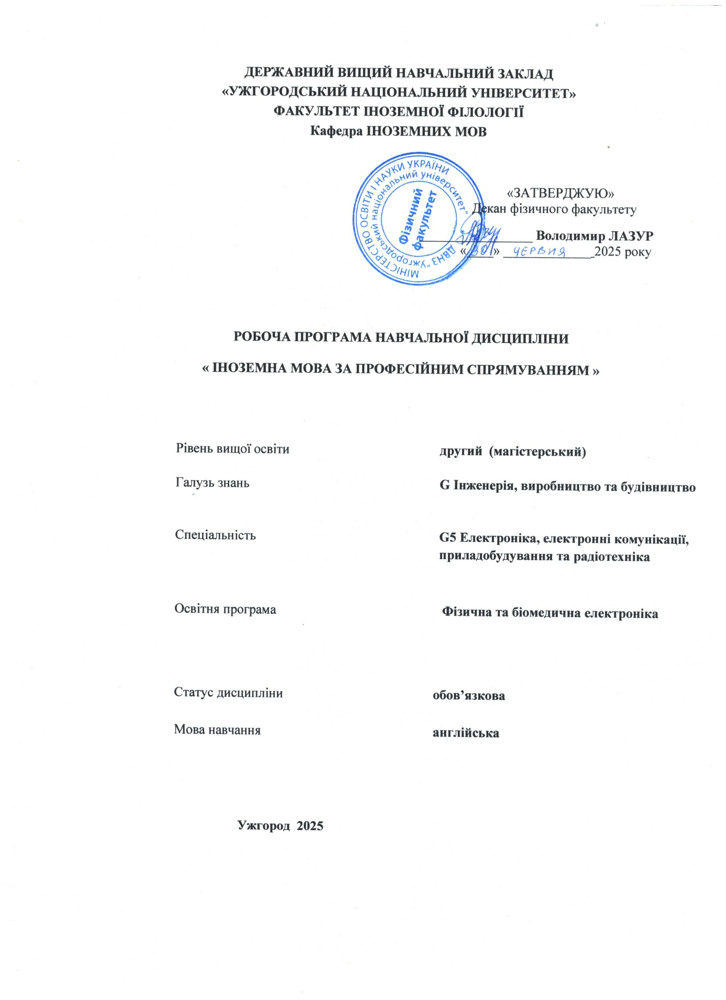 ДЕРЖАВНИЙ ВИЩИЙ НАВЧАЛЬНИЙ ЗАКЛАД
«УЖГОРОДСЬКИЙ НАЦІОНАЛЬНИЙ УНІВЕРСИТЕТ»
ФАКУЛЬТЕТ ІНОЗЕМНОЇ ФІЛОЛОГІЇ
Кафедра ІНОЗЕМНИХ МОВ
МІНІСТЕРСТВО ОСВІТИ І НАУКИ УКРАЇНИ
ДВНЗ "Ужгородський національний університет"
Фізичний
факультет
«ЗАТВЕРДЖУЮ»
Декан фізичного факультету
Володимир ЛАЗУР
«30» ЧЕРВНЯ 2025 року
РОБОЧА ПРОГРАМА НАВЧАЛЬНОЇ ДИСЦИПЛІНИ
« ІНОЗЕМНА МОВА ЗА ПРОФЕСІЙНИМ СПРЯМУВАННЯМ »
Рівень вищої освіти другий (магістерський)
Галузь знань G Інженерія, виробництво та будівництво
Спеціальність G5 Електроніка, електронні комунікації,
приладобудування та радіотехніка
Освітня програма Фізична та біомедична електроніка
Статус дисципліни обов’язкова
Мова навчання англійська
Ужгород 2025